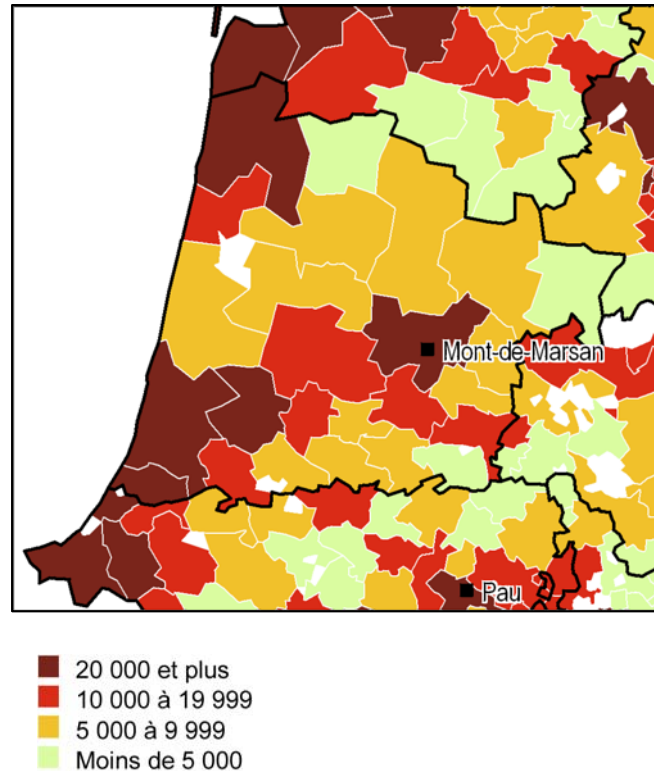 Mont-de-Marsan
Pau
20 000 et plus
10 000 à 19 999
5 000 à 9 999
Moins de 5 000